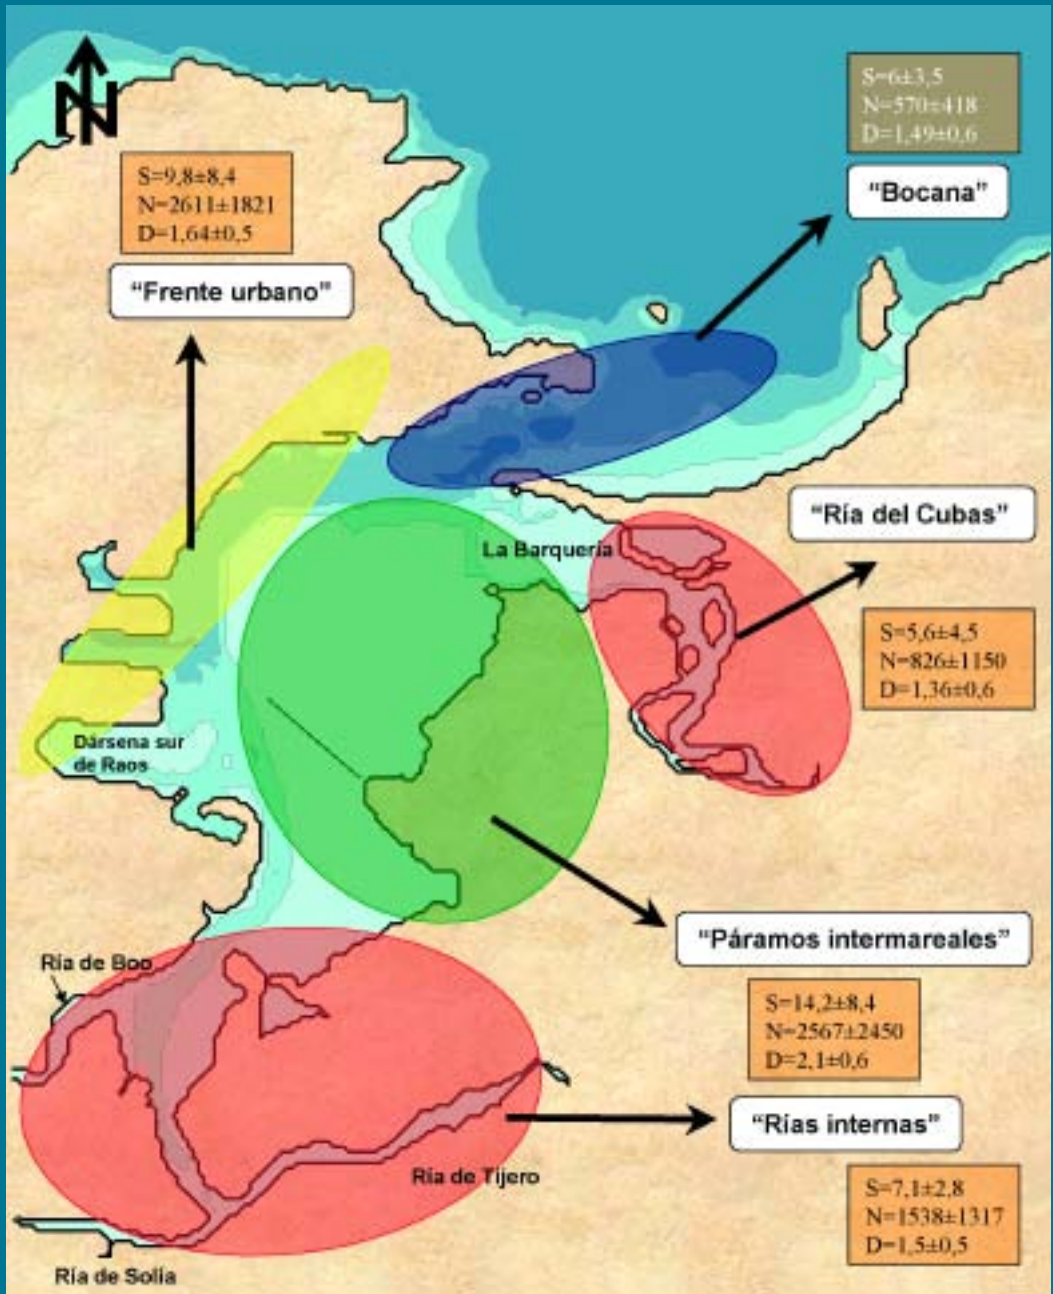 N
S=6±3,5
N=570±418
D=1,49±0,6
“Bocana”
S=9,8±8,4
N=2611±1821
D=1,64±0,5
“Frente urbano”
“Ría del Cubas”
La Barquería
S=5,6±4,5
N=826±1150
D=1,36±0,6
Dársena sur
de Raos
“Páramos intermareales”
Ría de Boo
S=14,2±8,4
N=2567±2450
D=2,1±0,6
“Rías internas”
Ría de Tijero
S=7,1±2,8
N=1538±1317
D=1,5±0,5
Ría de Solía